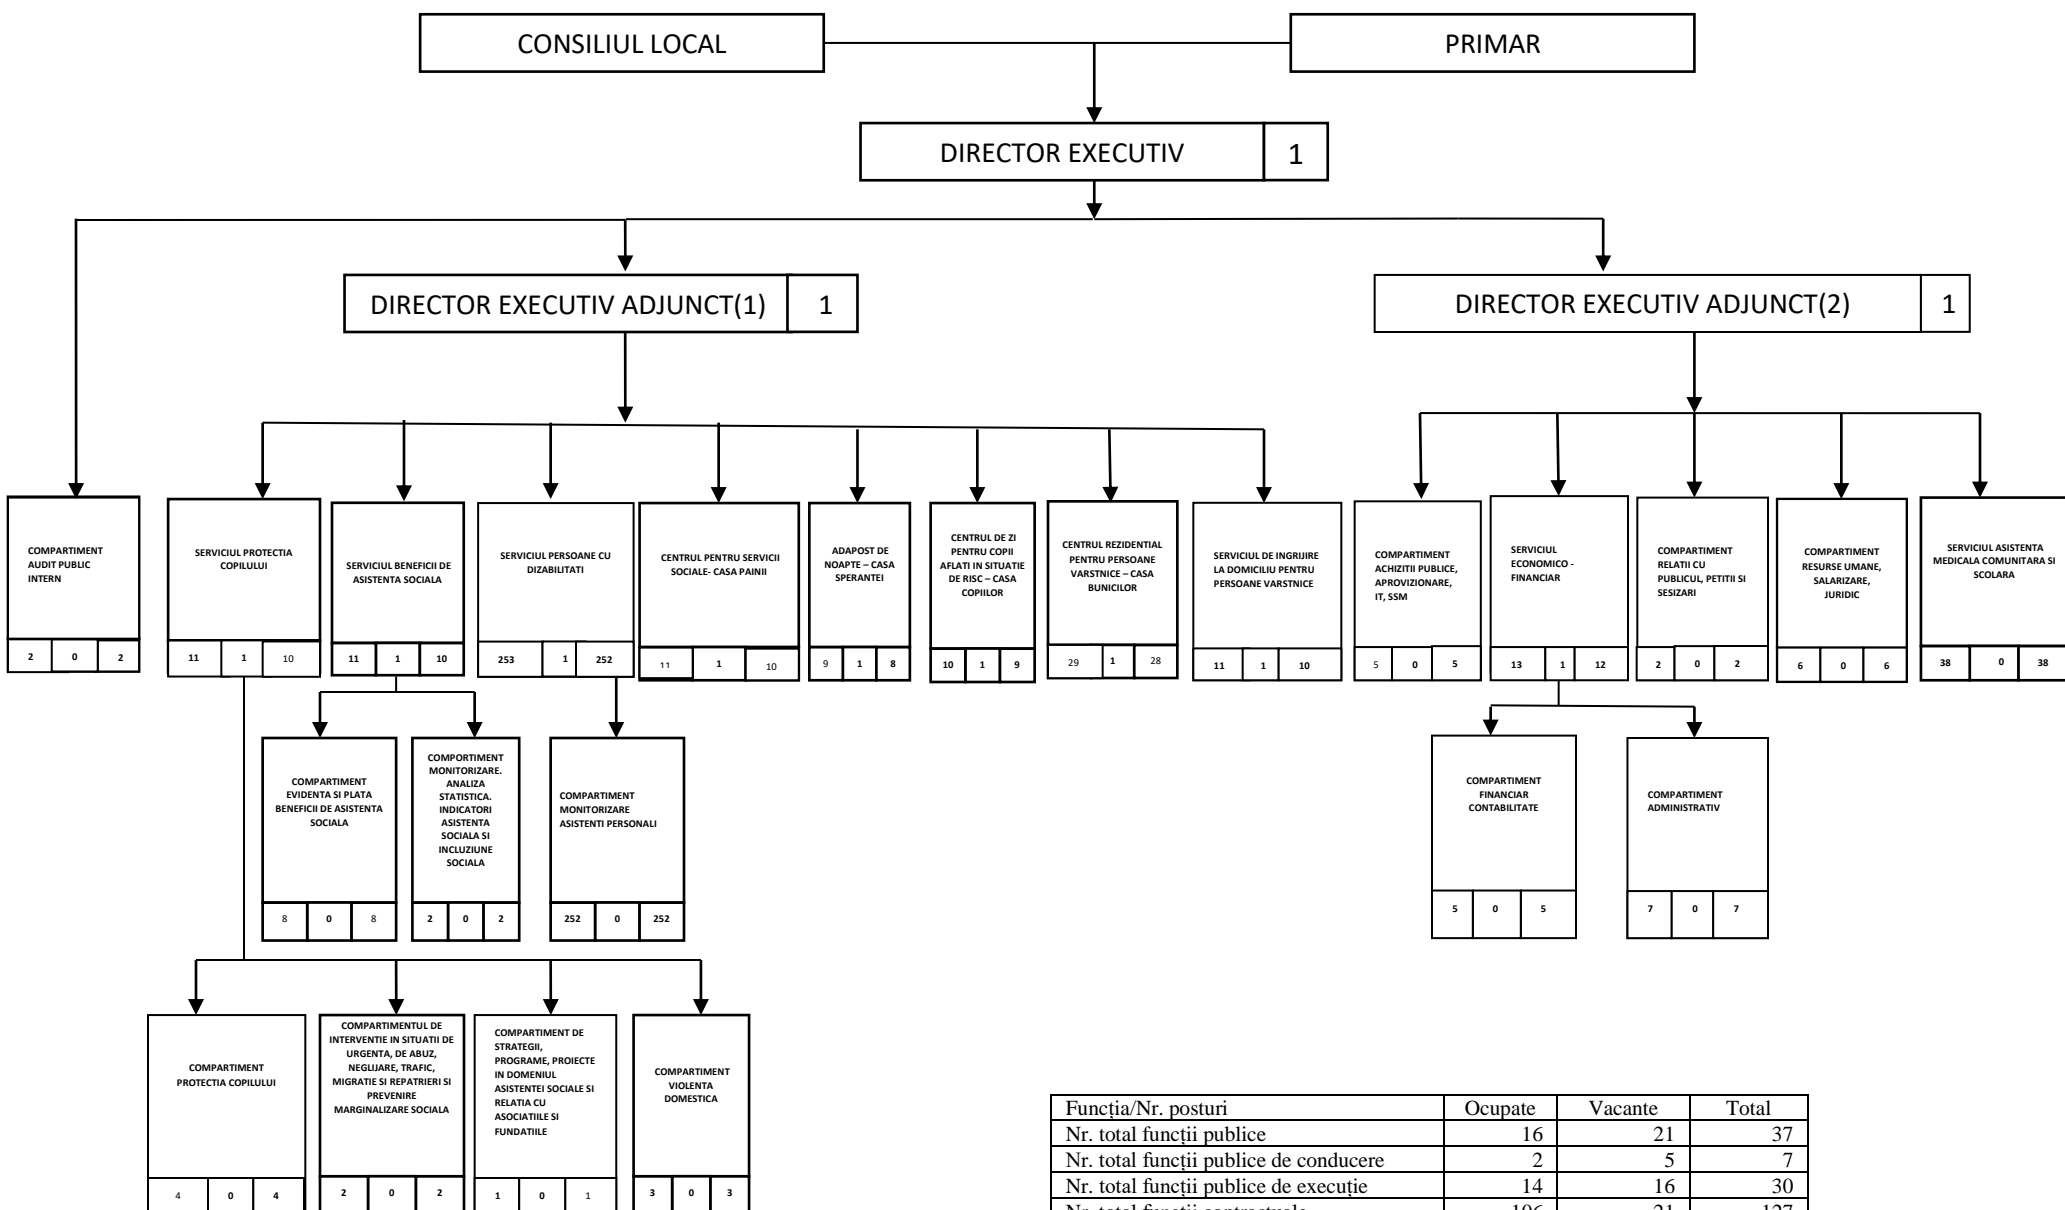 CONSILIUL LOCAL
PRIMAR
DIRECTOR EXECUTIV
1
DIRECTOR EXECUTIV ADJUNCT(1)
1
DIRECTOR EXECUTIV ADJUNCT(2)
1
COMPARTIMENT
AUDIT PUBLIC
INTERN
2 0 2
SERVICIUL PROTECTIA
COPILULUI
11 1 10
SERVICIUL BENEFICII DE
ASISTENTA SOCIALA
11 1 10
SERVICIUL PERSOANE CU
DIZABILITATI
253 1 252
CENTRUL PENTRU SERVICII
SOCIALE- CASA PAINII
11 1 10
ADAPOST DE
NOAPTE – CASA
SPERANTEI
9 1 8
CENTRUL DE ZI
PENTRU COPII
AFLATI IN SITUATIE
DE RISC – CASA
COPIILOR
10 1 9
CENTRUL REZIDENTIAL
PENTRU PERSOANE
VARSTNICE – CASA
BUNICILOR
29 1 28
SERVICIUL DE INGRIJIRE
LA DOMICILIU PENTRU
PERSOANE VARSTNICE
11 1 10
COMPARTIMENT
ACHIZITII PUBLICE,
APROVIZIONARE,
IT, SSM
5 0 5
SERVICIUL
ECONOMICO -
FINANCIAR
13 1 12
COMPARTIMENT
RELATII CU
PUBLICUL, PETITII SI
SESIZARI
2 0 2
COMPARTIMENT
RESURSE UMANE,
SALARIZARE,
JURIDIC
6 0 6
SERVICIUL ASISTENTA
MEDICALA COMUNITARA SI
SCOLARA
38 0 38
COMPARTIMENT
EVIDENTA SI PLATA
BENEFICII DE ASISTENTA
SOCIALA
8 0 8
COMPORTIMENT
MONITORIZARE.
ANALIZA
STATISTICA.
INDICATORI
ASISTENTA
SOCIALA SI
INCLUZIUNE
SOCIALA
2 0 2
COMPARTIMENT
MONITORIZARE
ASISTENTI PERSONALI
252 0 252
COMPARTIMENT
FINANCIAR
CONTABILITATE
5 0 5
COMPARTIMENT
ADMINISTRATIV
7 0 7
COMPARTIMENT
PROTECTIA COPILULUI
4 0 4
COMPARTIMENTUL DE
INTERVENTIE IN SITUATII DE
URGENTA, DE ABUZ,
NEGLIJARE, TRAFIC,
MIGRATIE SI REPATRIERI SI
PREVENIRE
MARGINALIZARE SOCIALA
2 0 2
COMPARTIMENT DE
STRATEGII,
PROGRAME, PROIECTE
IN DOMENIUL
ASISTENTEI SOCIALE SI
RELATIA CU
ASOCIATIILE SI
FUNDATIILE
1 0 1
COMPARTIMENT
VIOLENTA
DOMESTICA
3 0 3
Funcția/Nr. posturi Ocupate Vacante Total
Nr. total funcții publice 16 21 37
Nr. total funcții publice de conducere 2 5 7
Nr. total funcții publice de execuție 14 16 30
Nr. total funcții contractuale 106 21 127